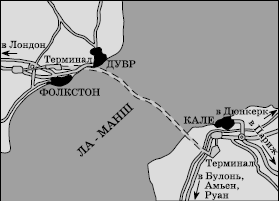 в Лондон
Терминал
ДУВР
ФОЛКСТОН
ЛА - МАНШ
КАЛЕ
в Дюнкерк
в Париж
Терминал
в Булонь,
Амьен,
Руан